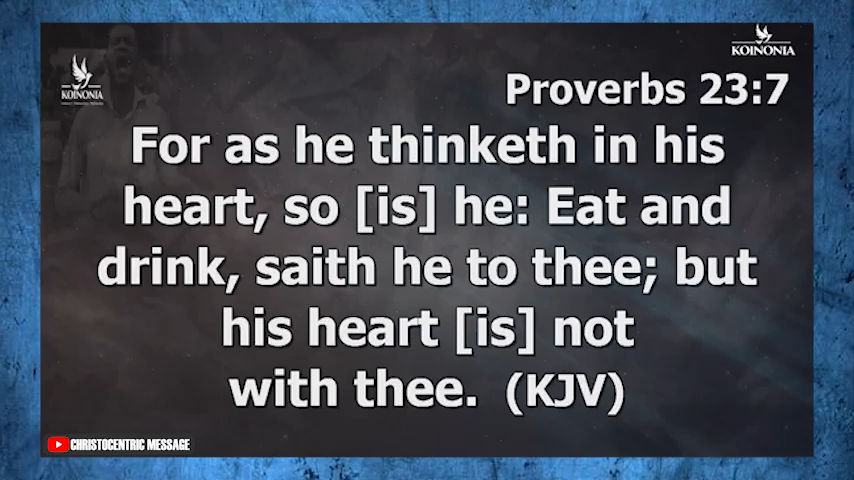 KOINONIA
KOINONIA
Proverbs 23:7
For as he thinketh in his
heart, so [is] he: Eat and
drink, saith he to thee; but
his heart [is] not
with thee. (KJV)
CHRISTOCENTRIC MESSAGE